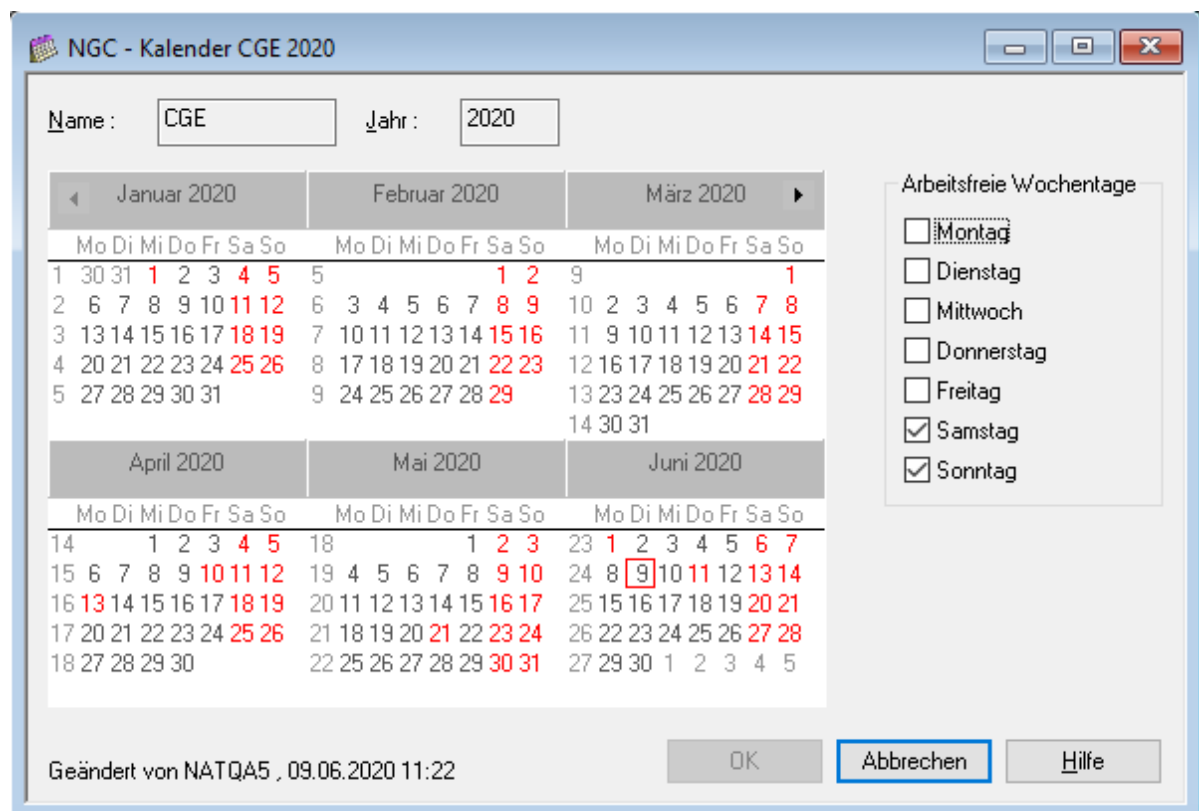 NGC - Kalender CGE 2020
Name : CGE Jahr : 2020
Januar 2020 Februar 2020 März 2020
Mo Di Mi Do Fr Sa So Mo Di Mi Do Fr Sa So Mo Di Mi Do Fr Sa So
1 30 31 1 2 3 4 5 5 1 2 9 1
2 6 7 8 9 10 11 12 6 3 4 5 6 7 8 9 10 2 3 4 5 6 7 8
3 13 14 15 16 17 18 19 7 10 11 12 13 14 15 16 11 9 10 11 12 13 14 15
4 20 21 22 23 24 25 26 8 17 18 19 20 21 22 23 12 16 17 18 19 20 21 22
5 27 28 29 30 31 9 24 25 26 27 28 29 13 23 24 25 26 27 28 29
14 30 31
April 2020 Mai 2020 Juni 2020
Mo Di Mi Do Fr Sa So Mo Di Mi Do Fr Sa So Mo Di Mi Do Fr Sa So
14 1 2 3 4 5 18 1 2 3 23 1 2 3 4 5 6 7
15 6 7 8 9 10 11 12 19 4 5 6 7 8 9 10 24 8 9 10 11 12 13 14
16 13 14 15 16 17 18 19 20 11 12 13 14 15 16 17 25 15 16 17 18 19 20 21
17 20 21 22 23 24 25 26 21 18 19 20 21 22 23 24 26 22 23 24 25 26 27 28
18 27 28 29 30 22 25 26 27 28 29 30 31 27 29 30 1 2 3 4 5
Arbeitsfreie Wochentage
Montag
Dienstag
Mittwoch
Donnerstag
Freitag
Samstag
Sonntag
Geändert von NATQA5 , 09.06.2020 11:22
OK Abbrechen Hilfe